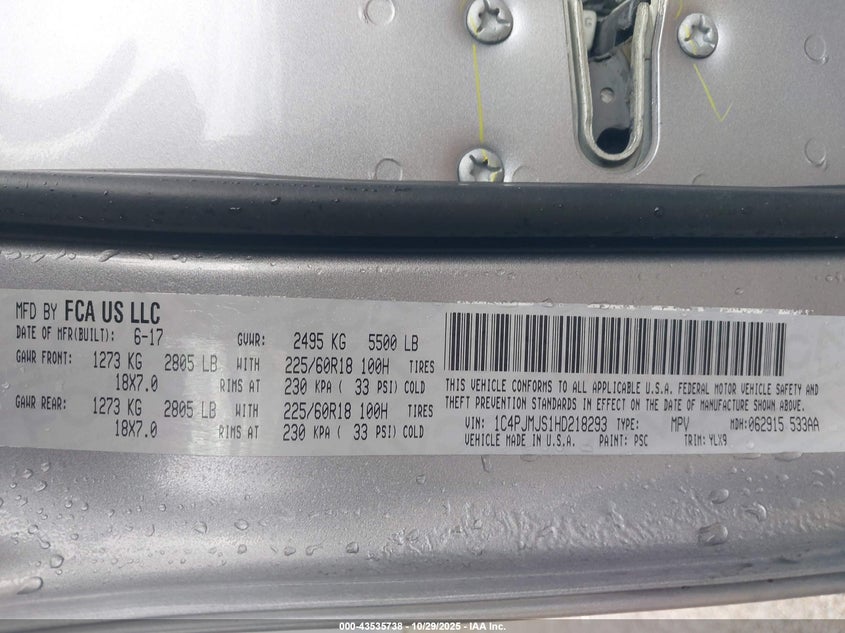 MFD BY FCA US LLC
DATE OF MFR(BUILT): 6-17 GVWR: 2495 KG 5500 LB
GAWR FRONT: 1273 KG 2805 LB WITH 225/60R18 100H TIRES
18X7.0 RIMS AT 230 KPA ( 33 PSI) COLD
GAWR REAR: 1273 KG 2805 LB WITH 225/60R18 100H TIRES
18X7.0 RIMS AT 230 KPA ( 33 PSI) COLD
THIS VEHICLE CONFORMS TO ALL APPLICABLE U.S.A. FEDERAL MOTOR VEHICLE SAFETY AND
THEFT PREVENTION STANDARDS IN EFFECT ON THE DATE OF MANUFACTURE SHOWN ABOVE.
VIN: 1C4PJMJS1HD218293 TYPE: MPV MDH: 062915 533AA
VEHICLE MADE IN U.S.A. PAINT: PSC TRIM: YLX9
000-43535738 - 10/29/2025 - IAA Inc.